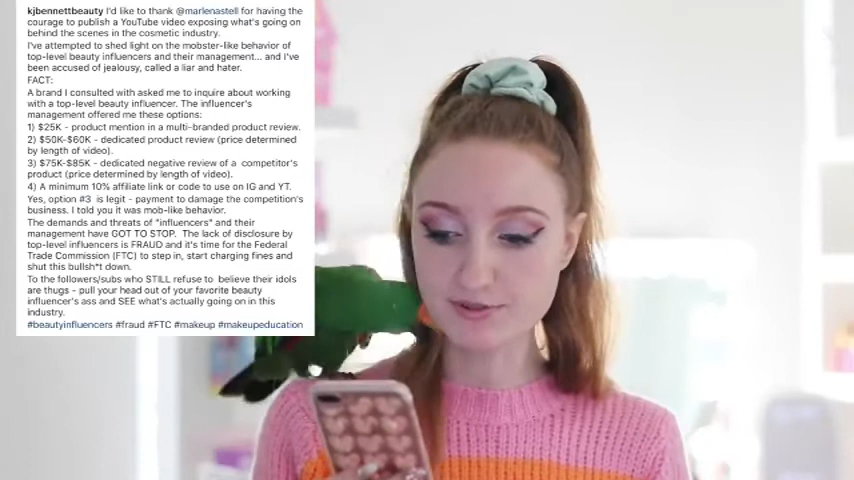 kjbennettbeauty I'd like to thank @marlenastell for having the
courage to publish a YouTube video exposing what's going on
behind the scenes in the cosmetic industry.
I've attempted to shed light on the mobster-like behavior of
top-level beauty influencers and their management... and I've
been accused of jealousy, called a liar and hater.
FACT:
A brand I consulted with asked me to inquire about working
with a top-level beauty influencer. The influencer's
management offered me these options:
1) $25K - product mention in a multi-branded product review.
2) $50K-$60K - dedicated product review (price determined
by length of video).
3) $75K-$85K - dedicated negative review of a competitor's
product (price determined by length of video).
4) A minimum 10% affiliate link or code to use on IG and YT.
Yes, option #3 is legit - payment to damage the competition's
business. I told you it was mob-like behavior.
The demands and threats of "influencers" and their
management have GOT TO STOP. The lack of disclosure by
top-level influencers is FRAUD and it's time for the Federal
Trade Commission (FTC) to step in, start charging fines and
shut this bullsh*t down.
To the followers/subs who STILL refuse to believe their idols
are thugs - pull your head out of your favorite beauty
influencer's ass and SEE what's actually going on in this
industry.
#beautyinfluencers #fraud #FTC #makeup #makeupeducation